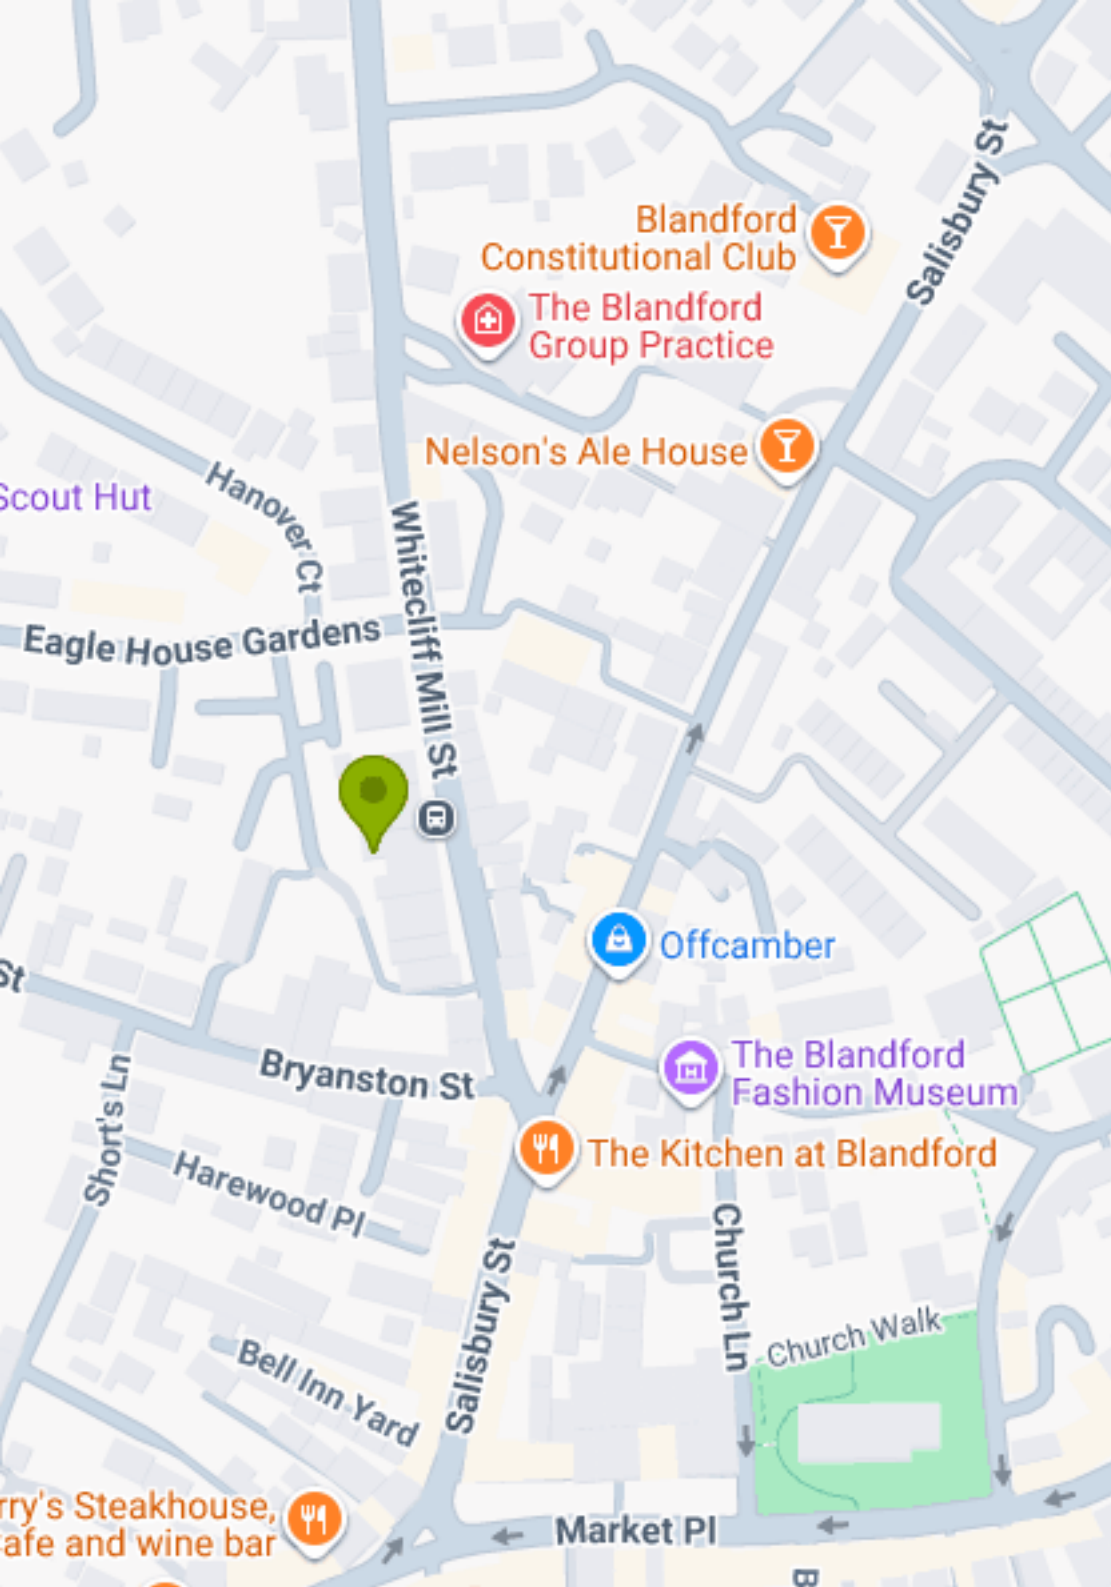 Salisbury St
Blandford
Constitutional Club
The Blandford
Group Practice
Nelson's Ale House
Hanover Ct
Scout Hut
Whitecliff Mill St
Eagle House Gardens
Offcamber
St
The Blandford
Fashion Museum
Bryanston St
Short's Ln
The Kitchen at Blandford
Harewood Pl
Salisbury St
Church Ln
Church Walk
Bell Inn Yard
rry's Steakhouse,
afe and wine bar
Market Pl
B